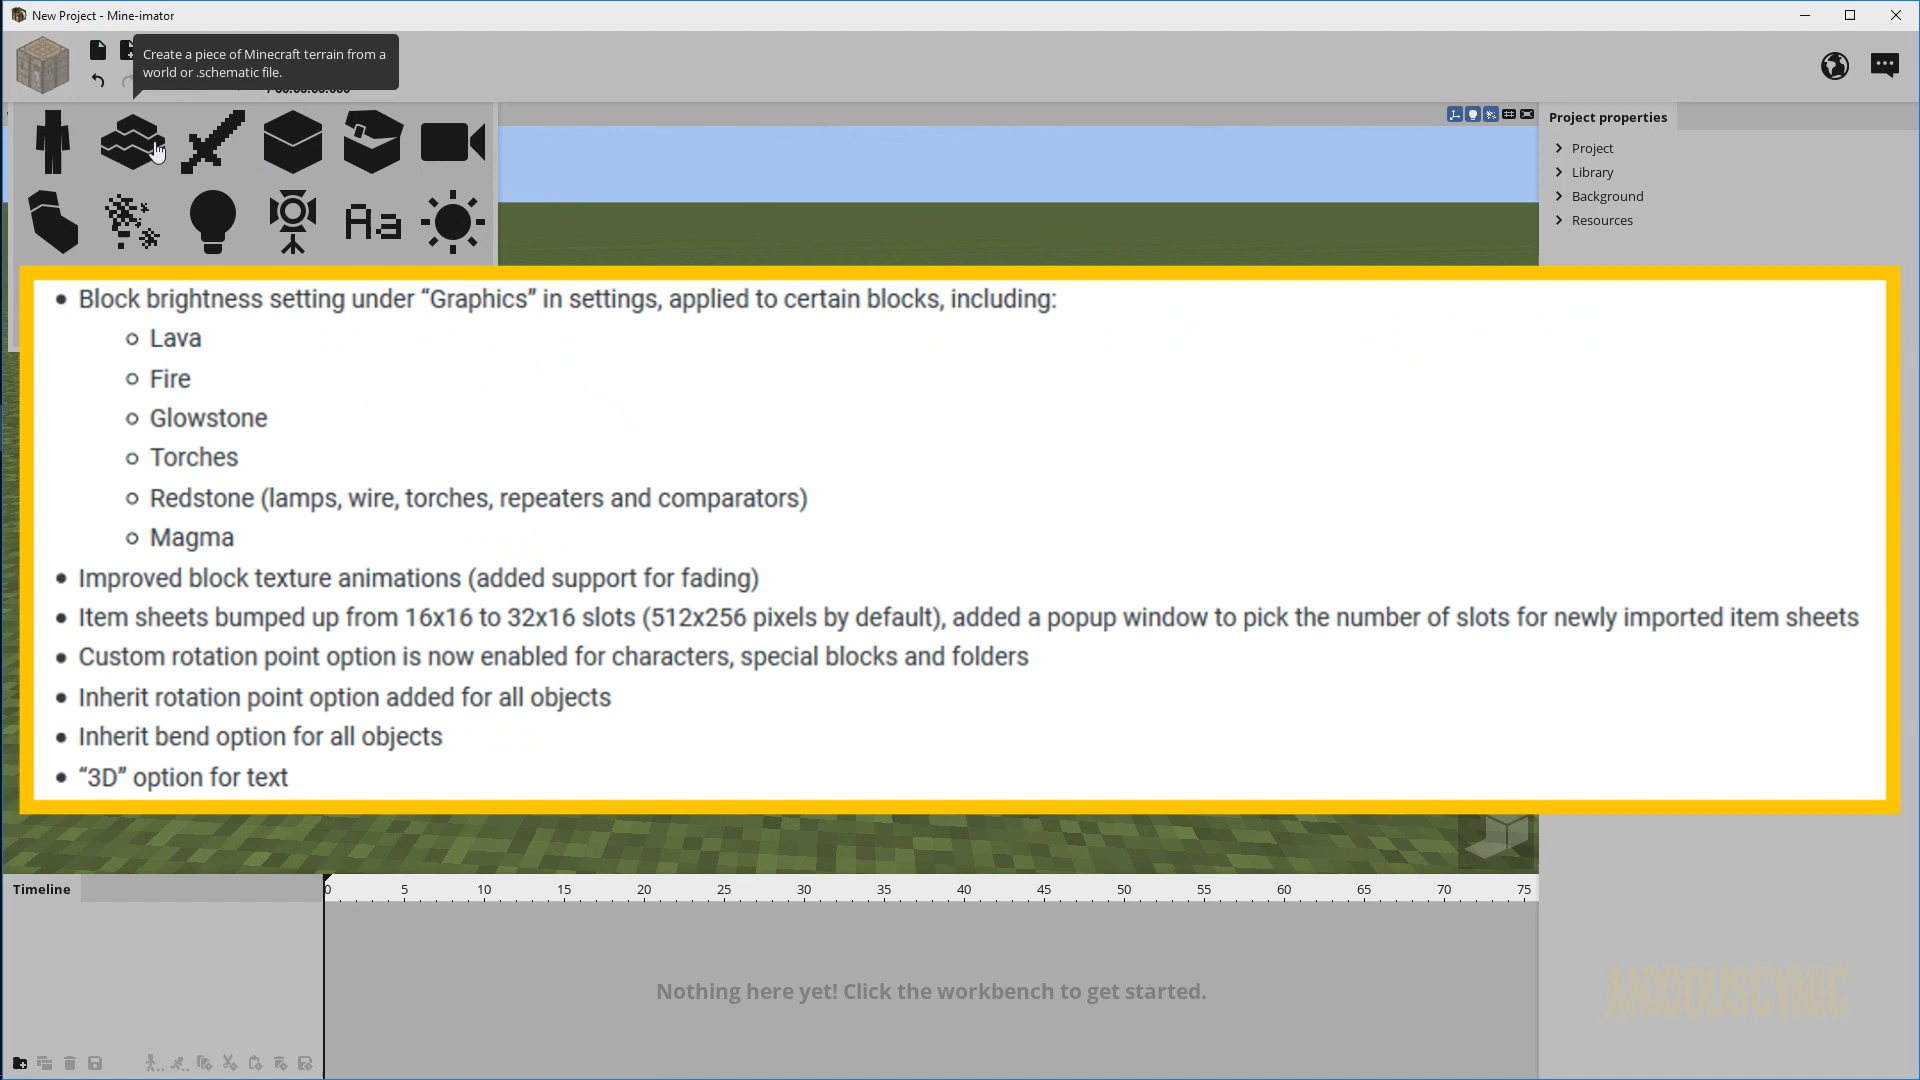 New Project - Mine-imator
Create a piece of Minecraft terrain from a
world or .schematic file.
Project properties
Project
Library
Background
Resources
• Block brightness setting under “Graphics” in settings, applied to certain blocks, including:
Lava
Fire
Glowstone
Torches
Redstone (lamps, wire, torches, repeaters and comparators)
Magma
• Improved block texture animations (added support for fading)
• Item sheets bumped up from 16x16 to 32x16 slots (512x256 pixels by default), added a popup window to pick the number of slots for newly imported item sheets
• Custom rotation point option is now enabled for characters, special blocks and folders
• Inherit rotation point option added for all objects
• Inherit bend option for all objects
• “3D” option for text
Timeline
0 5 10 15 20 25 30 35 40 45 50 55 60 65 70 75
Nothing here yet! Click the workbench to get started.
ANXIOUSCYNIC